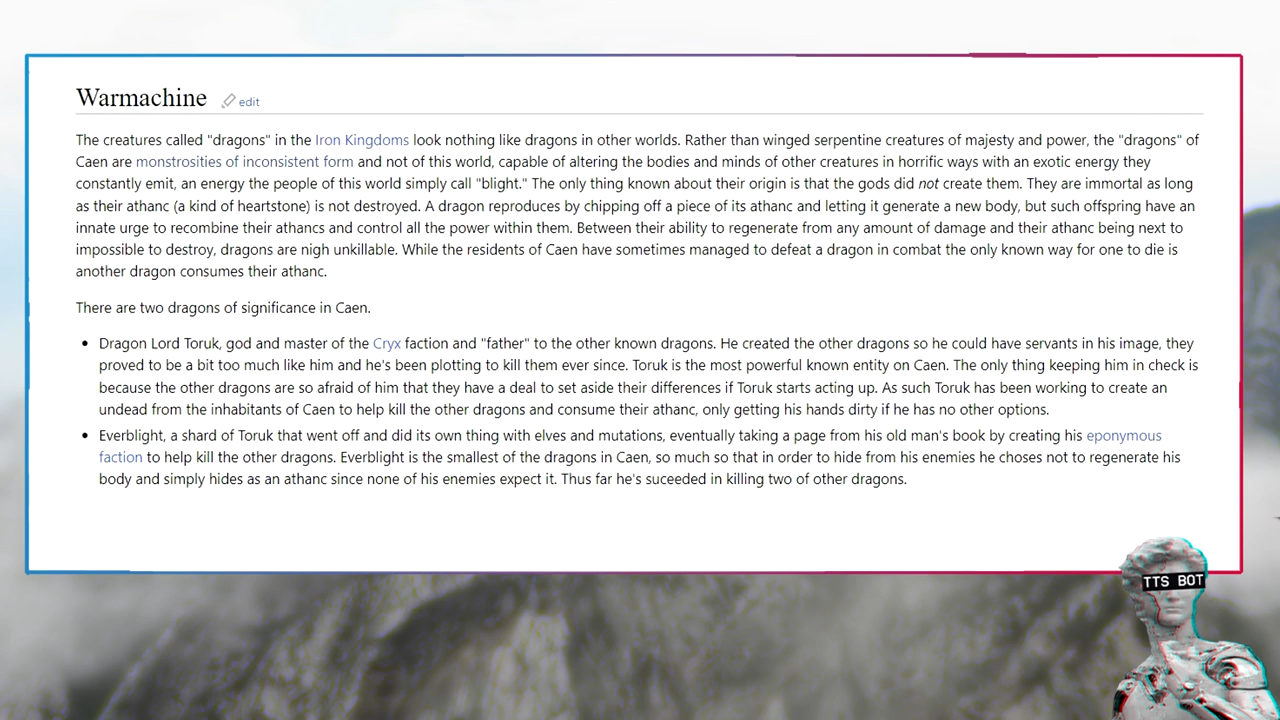 Warmachine edit
The creatures called "dragons" in the Iron Kingdoms look nothing like dragons in other worlds. Rather than winged serpentine creatures of majesty and power, the "dragons" of
Caen are monstrosities of inconsistent form and not of this world, capable of altering the bodies and minds of other creatures in horrific ways with an exotic energy they
constantly emit, an energy the people of this world simply call "blight." The only thing known about their origin is that the gods did not create them. They are immortal as long
as their athanc (a kind of heartstone) is not destroyed. A dragon reproduces by chipping off a piece of its athanc and letting it generate a new body, but such offspring have an
innate urge to recombine their athancs and control all the power within them. Between their ability to regenerate from any amount of damage and their athanc being next to
impossible to destroy, dragons are nigh unkillable. While the residents of Caen have sometimes managed to defeat a dragon in combat the only known way for one to die is
another dragon consumes their athanc.
There are two dragons of significance in Caen.
• Dragon Lord Toruk, god and master of the Cryx faction and "father" to the other known dragons. He created the other dragons so he could have servants in his image, they
proved to be a bit too much like him and he's been plotting to kill them ever since. Toruk is the most powerful known entity on Caen. The only thing keeping him in check is
because the other dragons are so afraid of him that they have a deal to set aside their differences if Toruk starts acting up. As such Toruk has been working to create an
undead from the inhabitants of Caen to help kill the other dragons and consume their athanc, only getting his hands dirty if he has no other options.
• Everblight, a shard of Toruk that went off and did its own thing with elves and mutations, eventually taking a page from his old man's book by creating his eponymous
faction to help kill the other dragons. Everblight is the smallest of the dragons in Caen, so much so that in order to hide from his enemies he choses not to regenerate his
body and simply hides as an athanc since none of his enemies expect it. Thus far he's suceeded in killing two of other dragons.
TTS BOT